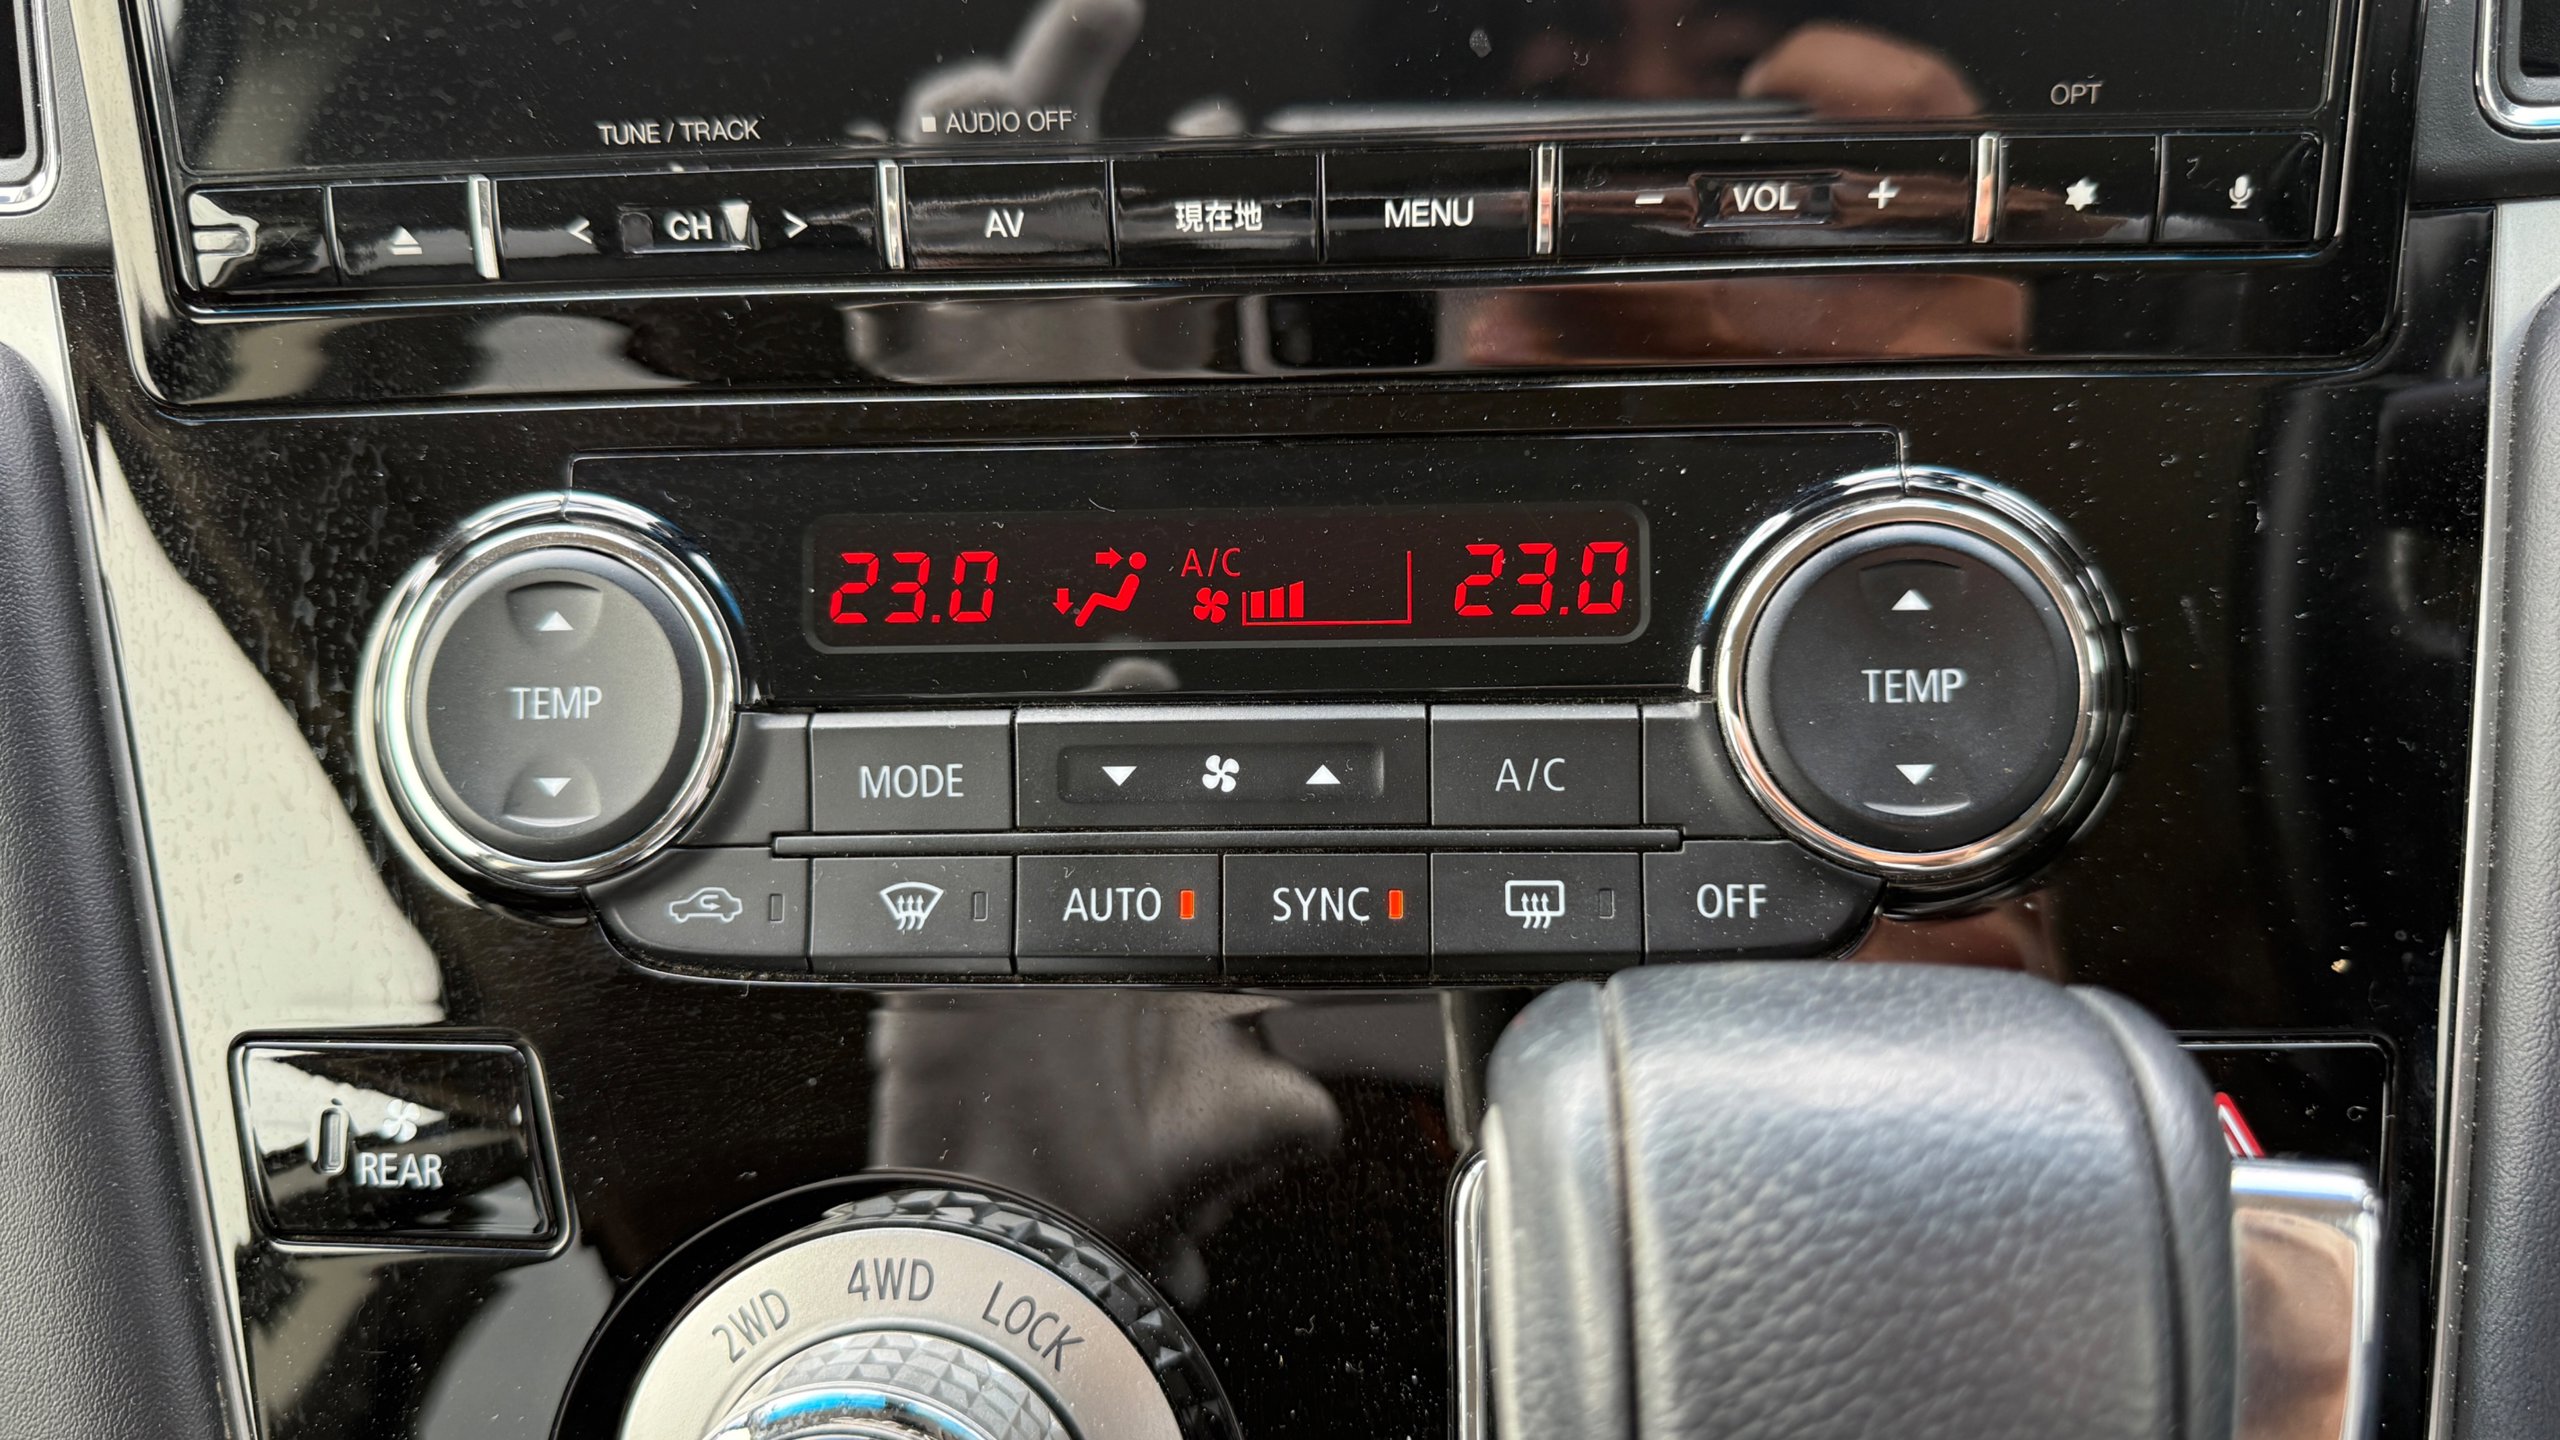 TUNE / TRACK
AUDIO OFF
OPT
< CH >
AV
現在地
MENU
- VOL +
23.0
A/C
23.0
TEMP
TEMP
MODE
A/C
AUTO
SYNC
OFF
REAR
2WD
4WD
LOCK